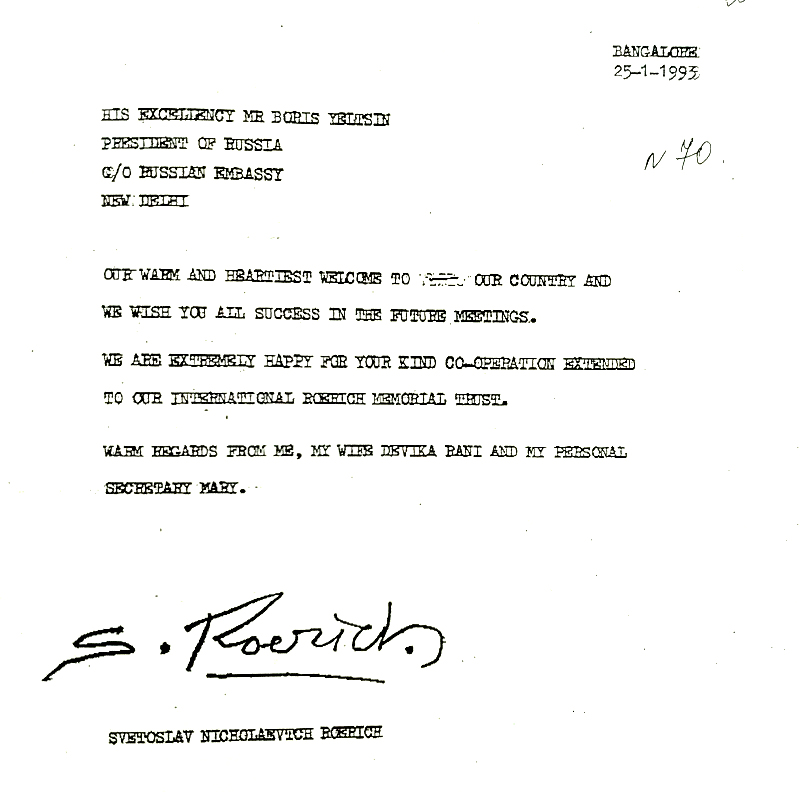 BANGALORE
25-1-1993
HIS EXCELLENCY MR BORIS YELTSIN
PRESIDENT OF RUSSIA
N 70.
C/O RUSSIAN EMBASSY
NEW DELHI
OUR WARM AND HEARTIEST WELCOME TO OUR COUNTRY AND
WE WISH YOU ALL SUCCESS IN THE FUTURE MEETINGS.
WE ARE EXTREMELY HAPPY FOR YOUR KIND CO-OPERATION EXTENDED
TO OUR INTERNATIONAL ROERICH MEMORIAL TRUST.
WARM REGARDS FROM ME, MY WIFE DEVIKA RANI AND MY PERSONAL
SECRETARY MARY.
S. Roerich.
SVETOSLAV NICHOLAEVTCH ROERICH